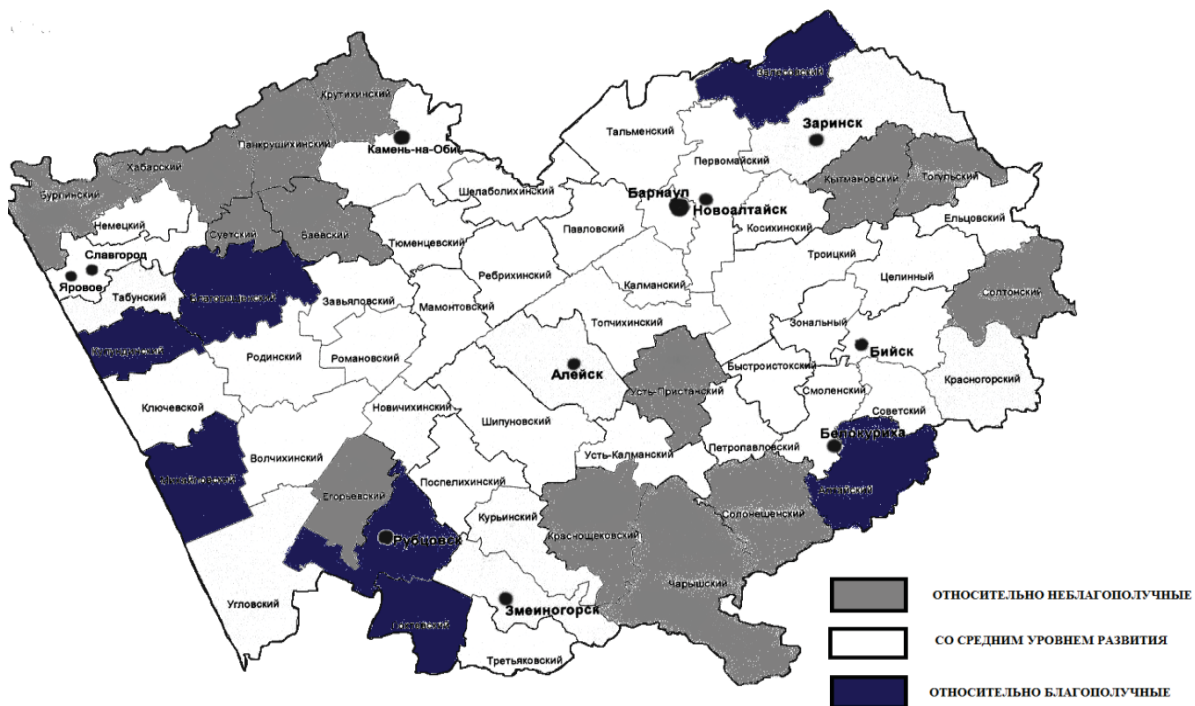 Залесовский
Крутихинский
Заринск
Тальменский
Камень-на-Оби
Панкрушихинский
Первомайский
Хабарский
Тогульский
Кытмановский
Шелаболихинский
Бурлинский
Барнаул
Новоалтайск
Немецкий
Ельцовский
Суетский
Баевский
Павловский
Косихинский
Тюменцевский
Троицкий
Славгород
Ребрихинский
Целинный
Яровое
Калманский
Солтонский
Табунский
Завьяловский
Мамонтовский
Топчихинский
Зональный
Бийск
Родинский
Романовский
Быстроистокский
Алейск
Красногорский
Усть-Пристанский
Смоленский
Ключевской
Новичихинский
Советский
Шипуновский
Белокуриха
Петропавловский
Волчихинский
Усть-Калманский
Поспелихинский
Егорьевский
Солонешенский
Курьинский
Краснощековский
Рубцовск
Чарышский
ОТНОСИТЕЛЬНО НЕБЛАГОПОЛУЧНЫЕ
Угловский
Змеиногорск
СО СРЕДНИМ УРОВНЕМ РАЗВИТИЯ
Третьяковский
ОТНОСИТЕЛЬНО БЛАГОПОЛУЧНЫЕ